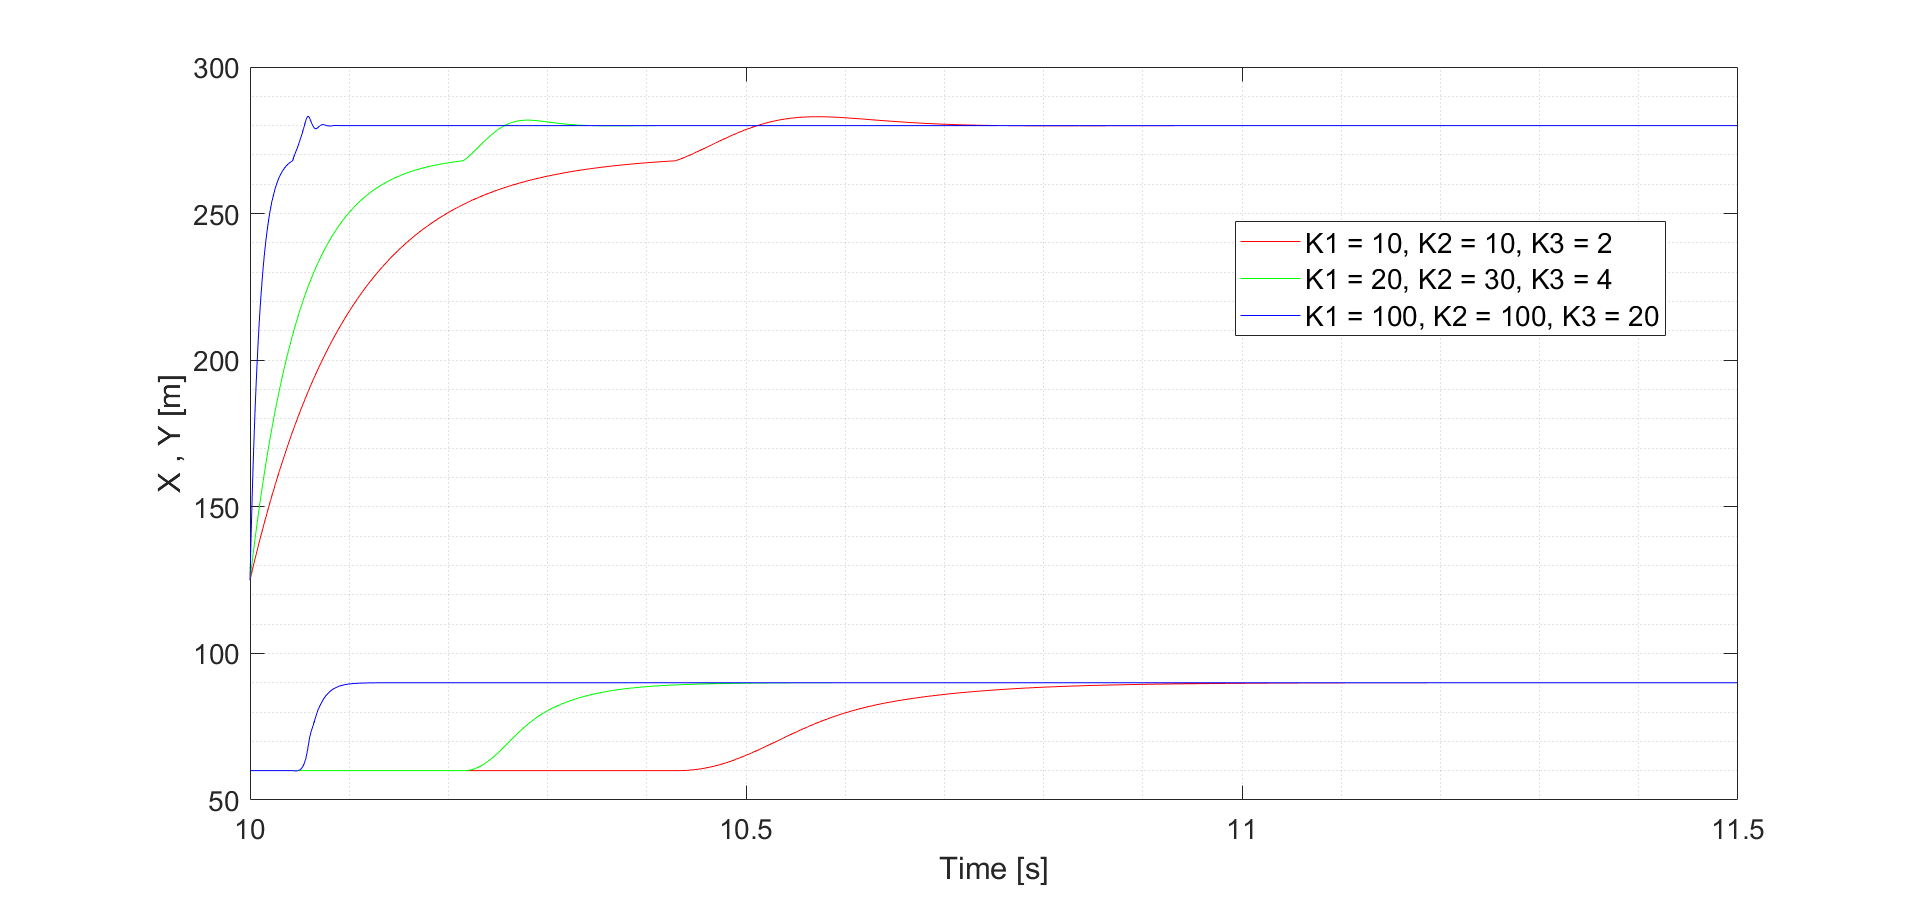 300
250
200
150
100
50
X , Y [m]
K1 = 10, K2 = 10, K3 = 2
K1 = 20, K2 = 30, K3 = 4
K1 = 100, K2 = 100, K3 = 20
10
10.5
11
11.5
Time [s]